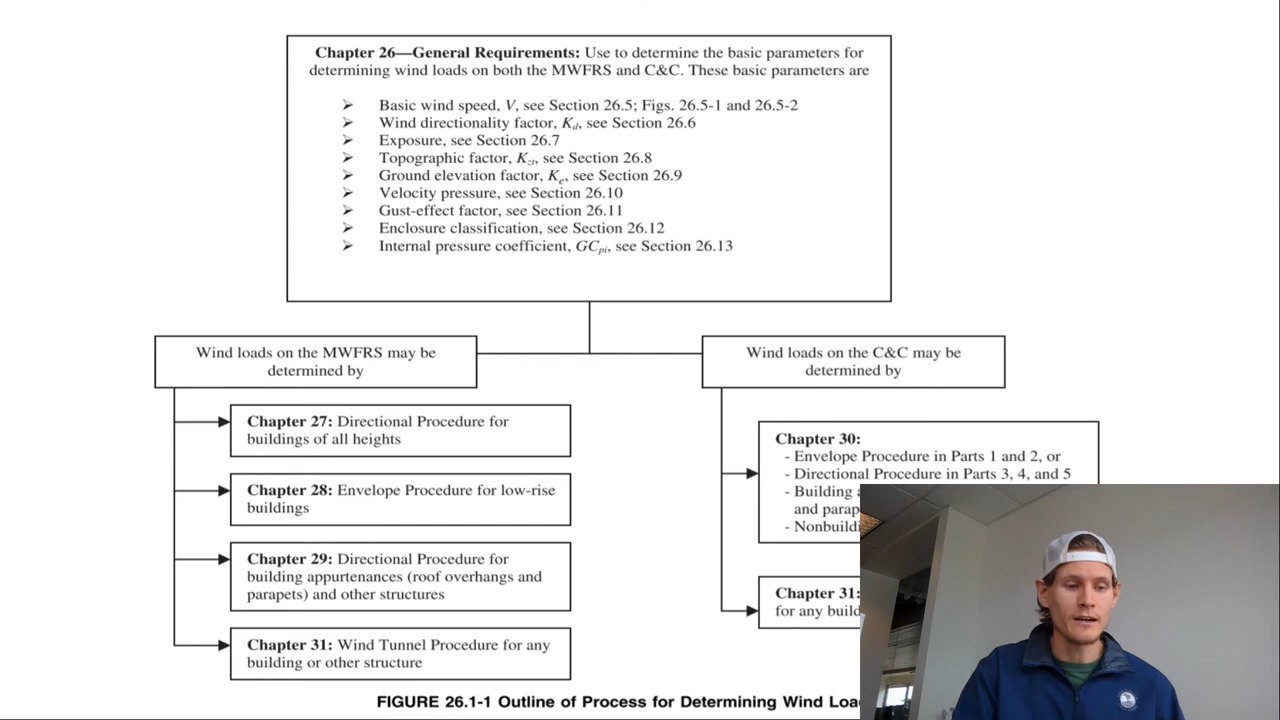 Chapter 26—General Requirements: Use to determine the basic parameters for
determining wind loads on both the MWFRS and C&C. These basic parameters are
➢ Basic wind speed, V, see Section 26.5; Figs. 26.5-1 and 26.5-2
➢ Wind directionality factor, Kd, see Section 26.6
➢ Exposure, see Section 26.7
➢ Topographic factor, Kzt, see Section 26.8
➢ Ground elevation factor, Ke, see Section 26.9
➢ Velocity pressure, see Section 26.10
➢ Gust-effect factor, see Section 26.11
➢ Enclosure classification, see Section 26.12
➢ Internal pressure coefficient, GCpi, see Section 26.13
Wind loads on the MWFRS may be
determined by
Chapter 27: Directional Procedure for
buildings of all heights
Chapter 28: Envelope Procedure for low-rise
buildings
Chapter 29: Directional Procedure for
building appurtenances (roof overhangs and
parapets) and other structures
Chapter 31: Wind Tunnel Procedure for any
building or other structure
Wind loads on the C&C may be
determined by
Chapter 30:
- Envelope Procedure in Parts 1 and 2, or
- Directional Procedure in Parts 3, 4, and 5
- Building
and
-
Chapter 31:
for any
FIGURE 26.1-1 Outline of Process for Determining Wind